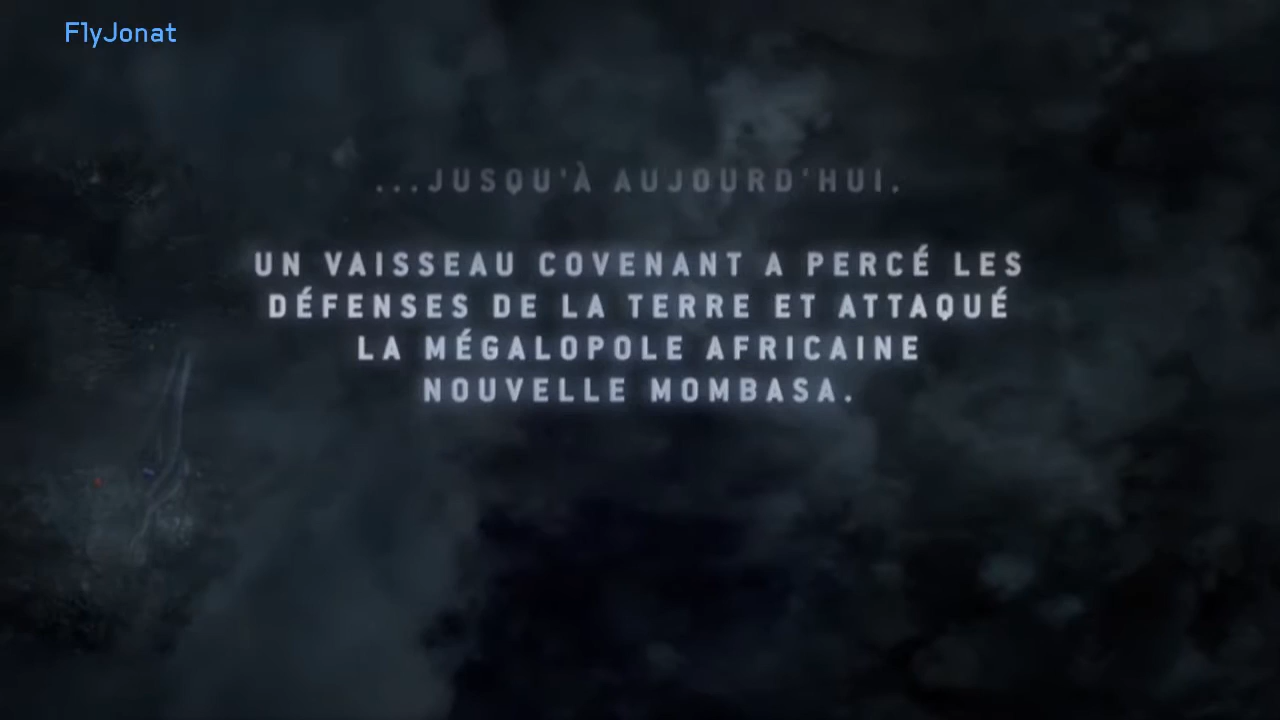 FlyJonat
...JUSQU'À AUJOURD'HUI.
UN VAISSEAU COVENANT A PERCÉ LES
DÉFENSES DE LA TERRE ET ATTAQUÉ
LA MÉGALOPOLE AFRICAINE
NOUVELLE MOMBASA.